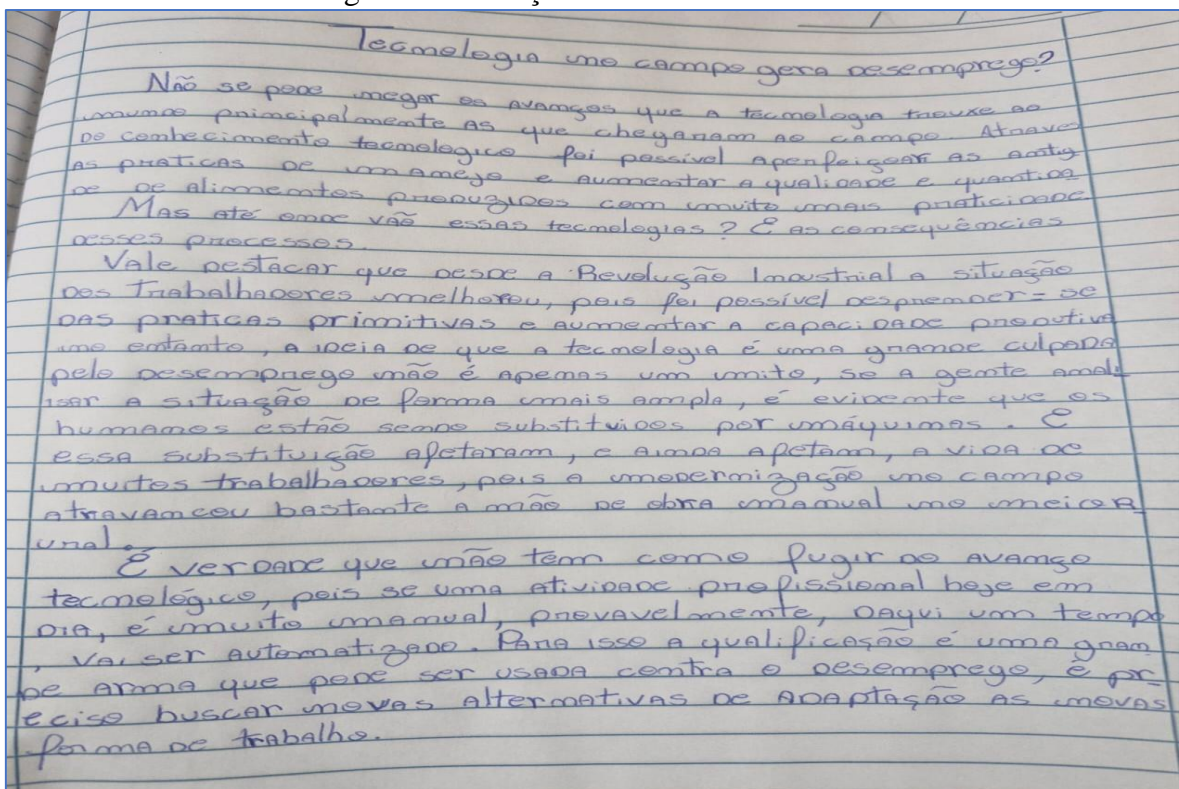 Tecnologia no campo gera desemprego?
Não se pode negar os avanços que a tecnologia trouxe ao
mundo principalmente as que chegaram ao campo Atraves
do conhecimento tecnologico foi possivel aperfeiçoar as antig
as praticas de manejo e aumentar a qualidade e quantida
de de alimentos produzidos com muito mais praticidade.
Mas até onde vão essas tecnologias? E as consequências
desses processos.
Vale destacar que desde a Revolução Industrial a situação
dos trabalhadores melhorou, pois foi possível desprender-se
das praticas primitivas e aumentar a capacidade produtiva
no entanto, a ideia de que a tecnologia é uma grande culpada
pelo desemprego não é apenas um mito, se a gente anal
isar a situação de forma mais ampla, é evidente que os
humanos estão sendo substituidos por máquinas. E
essa substituição afetaram, e ainda afetam, a vida de
muitos trabalhadores, pois a modernização no campo
atravancou bastante a mão de obra manual no meio R
ural.
É verdade que não tem como fugir do avanço
tecnológico, pois se uma atividade profissional hoje em
dia, é muito manual, provavelmente, daqui um tempo
, vai ser automatizado. Para isso a qualificação é uma gran
de arma que pode ser usada contra o desemprego, é pr
eciso buscar novas alternativas de adaptação as novas
forma de trabalho.